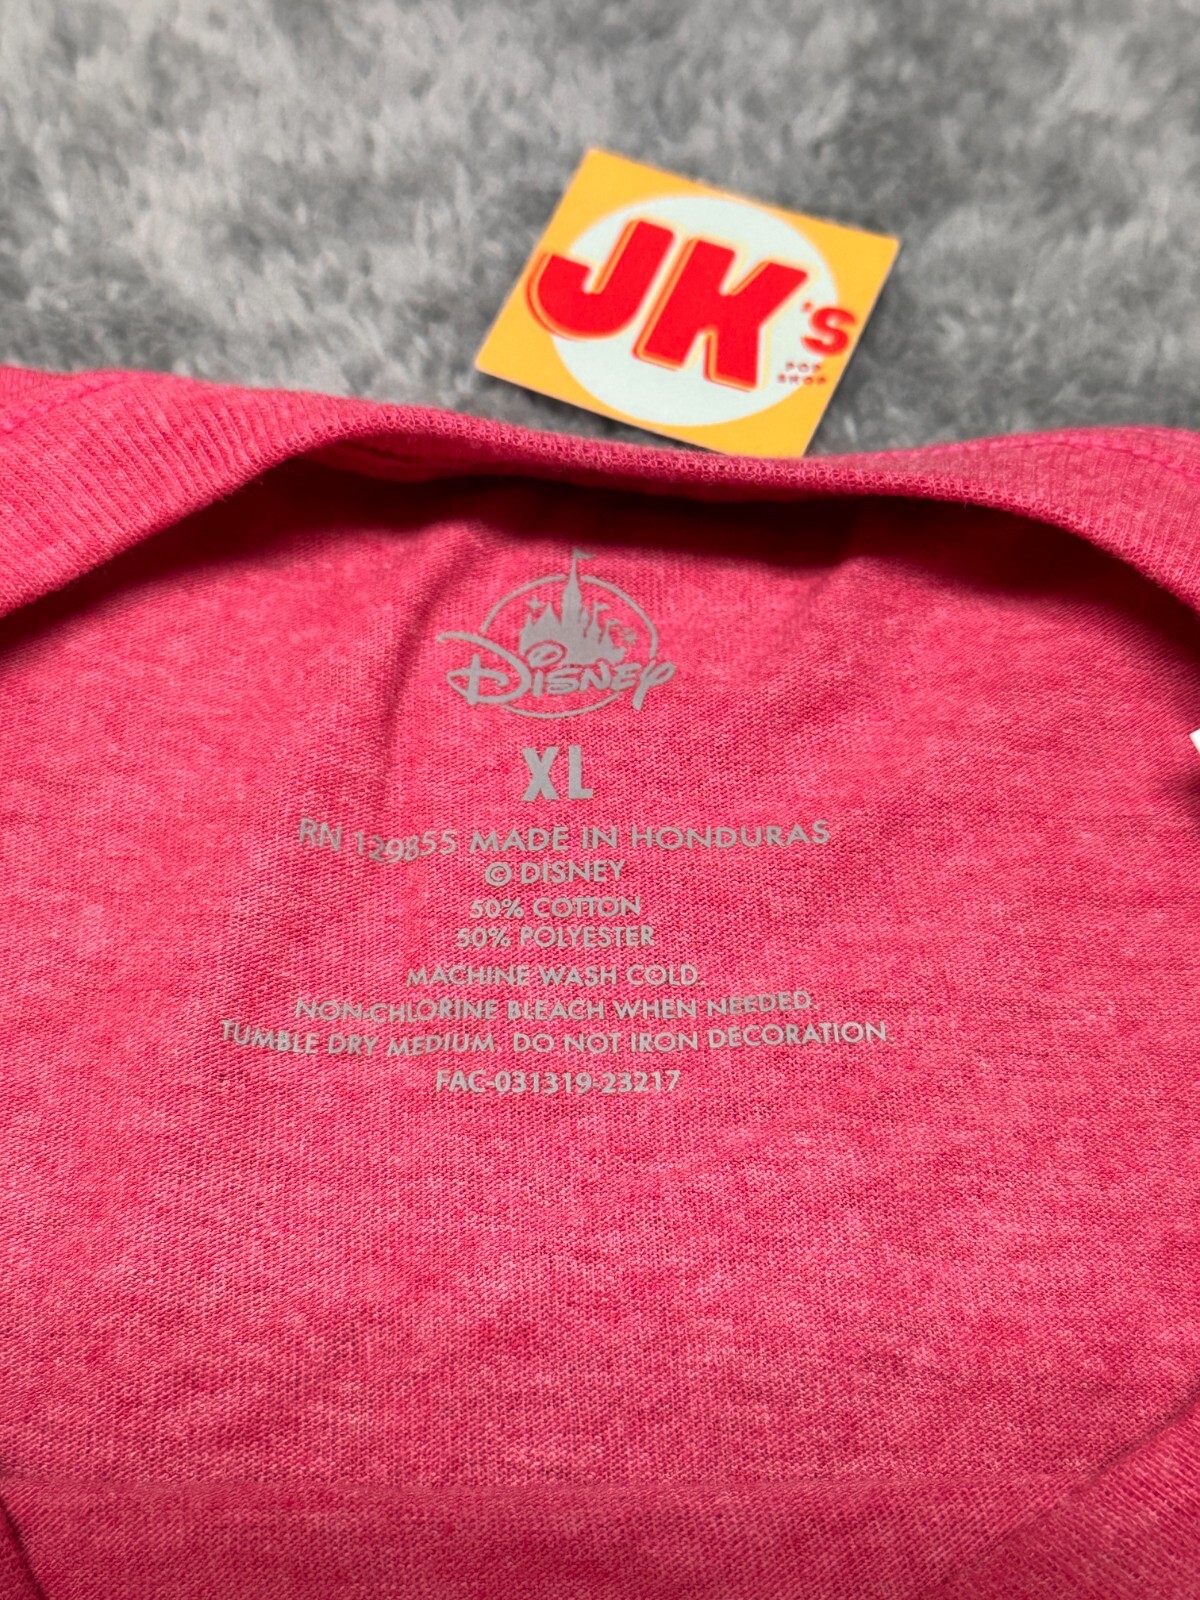 JK's
POP
SHOP
Disney
XL
RN 129855 MADE IN HONDURAS
© DISNEY
50% COTTON
50% POLYESTER
MACHINE WASH COLD.
NON-CHLORINE BLEACH WHEN NEEDED.
TUMBLE DRY MEDIUM. DO NOT IRON DECORATION.
FAC-031319-23217